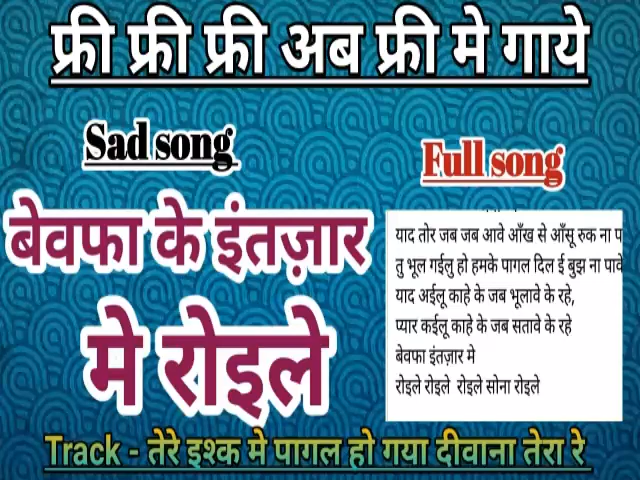 फ्री फ्री फ्री अब फ्री मे गाये
Sad song
Full song
बेवफा के इंतज़ार
मे रोइले
याद तोर जब जब आवे आँख से आँसू रुक ना प
तु भूल गईलु हो हमके पागल दिल ई बुझ ना पावे
याद अईलू काहे के जब भूलावे के रहे,
प्यार कईलू काहे के जब सतावे के रहे
बेवफा इंतज़ार मे
रोइले रोइले रोइले सोना रोइले
Track - तेरे इश्क मे पागल हो गया दीवाना तेरा रे